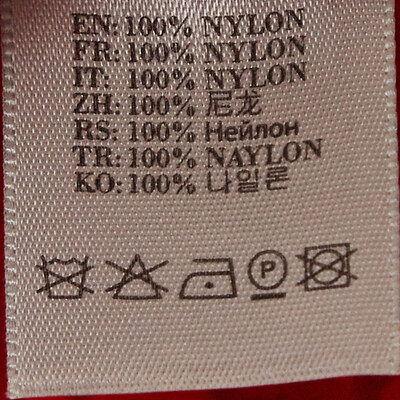 EN: 100% NYLON
FR: 100% NYLON
IT: 100% NYLON
ZH: 100% 尼龙
RS: 100% Нейлон
TR: 100% NAYLON
KO: 100% 나일론
P